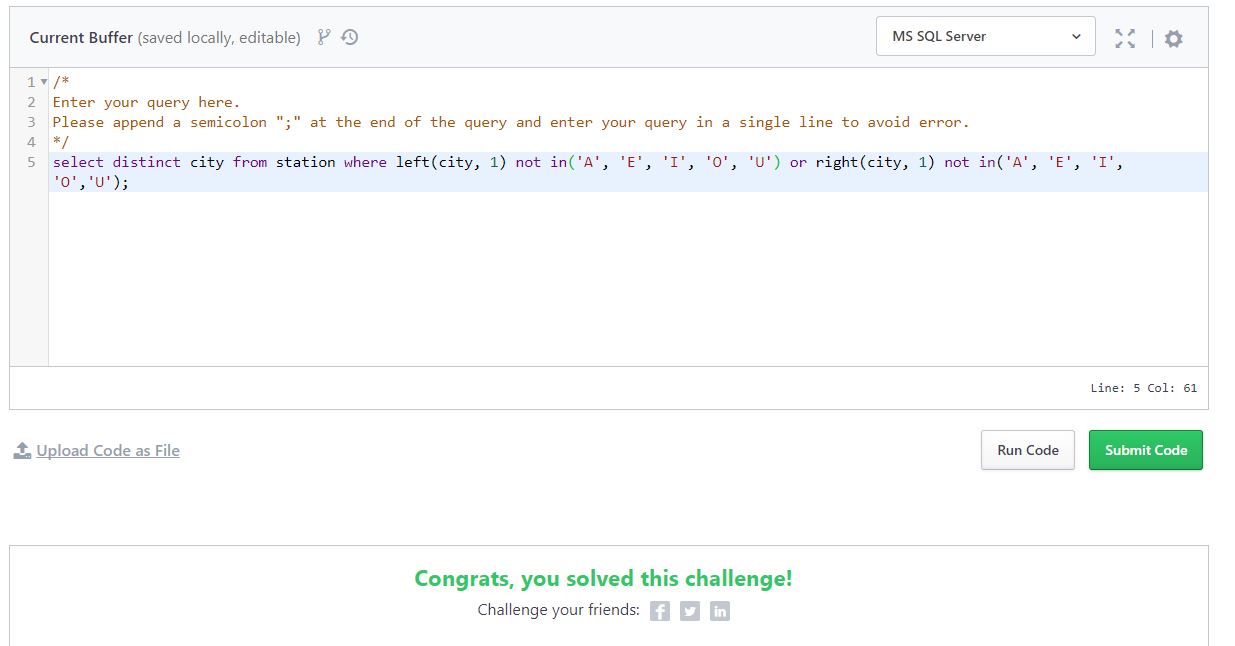 Current Buffer (saved locally, editable)
MS SQL Server
1 /*
2 Enter your query here.
3 Please append a semicolon ";" at the end of the query and enter your query in a single line to avoid error.
4 */
5 select distinct city from station where left(city, 1) not in('A', 'E', 'I', 'O', 'U') or right(city, 1) not in('A', 'E', 'I',
'O','U');
Line: 5 Col: 61
Upload Code as File
Run Code
Submit Code
Congrats, you solved this challenge!
Challenge your friends: f in